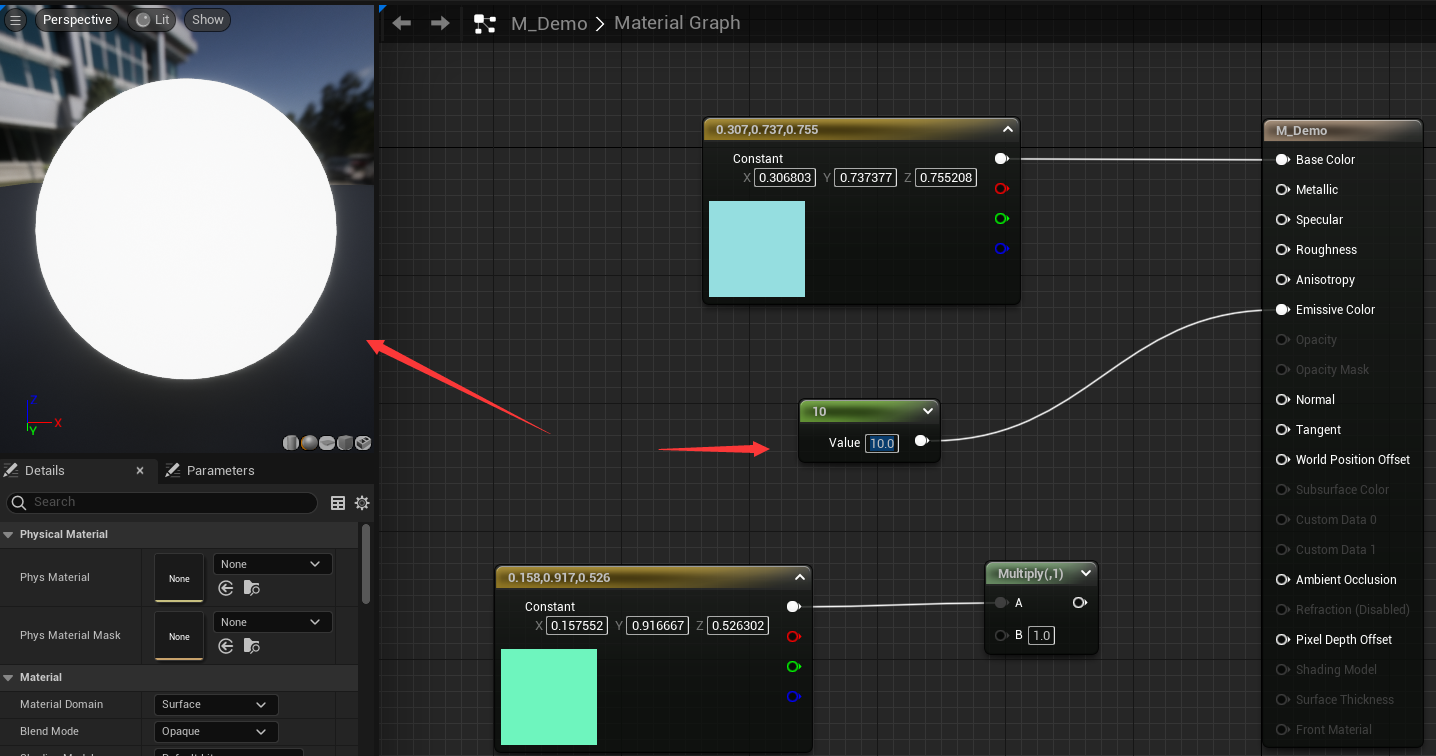 Perspective
Lit
Show
M_Demo
Material Graph
0.307,0.737,0.755
Constant
X 0.306803 Y 0.737377 Z 0.755208
10
Value 10.0
0.158,0.917,0.526
Constant
X 0.157552 Y 0.916667 Z 0.526302
Multiply(,1)
A
B 1.0
M_Demo
Base Color
Metallic
Specular
Roughness
Anisotropy
Emissive Color
Opacity
Opacity Mask
Normal
Tangent
World Position Offset
Subsurface Color
Custom Data 0
Custom Data 1
Ambient Occlusion
Refraction (Disabled)
Pixel Depth Offset
Shading Model
Surface Thickness
Front Material
X
Y
Details
Parameters
Search
Physical Material
Phys Material
None
None
Phys Material Mask
None
None
Material
Material Domain
Surface
Blend Mode
Opaque